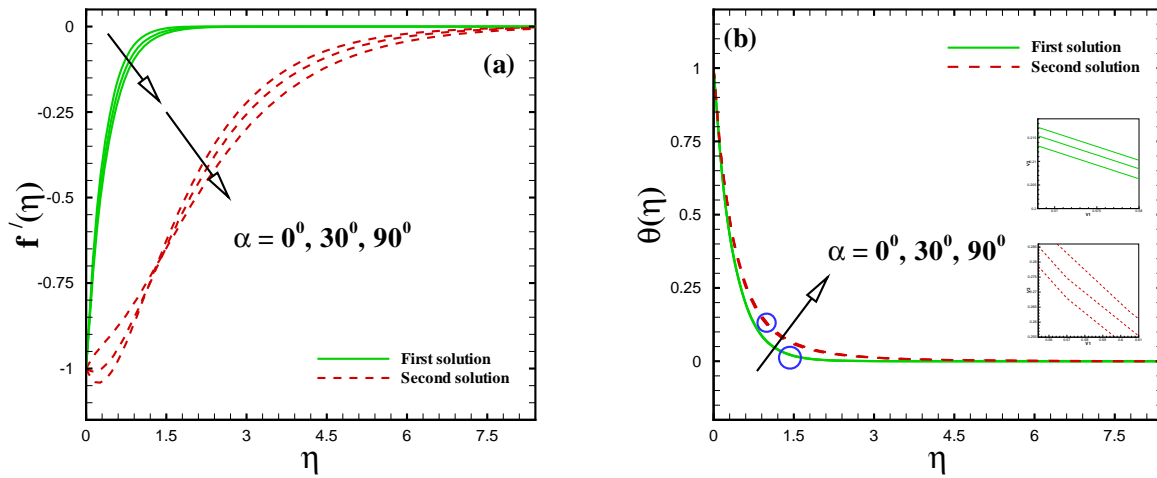 (a)
0
-0.25
-0.5
-0.75
-1
f ′(η)
α = 0⁰, 30⁰, 90⁰
First solution
Second solution
0 1.5 3 4.5 6 7.5
η
(b)
First solution
Second solution
1
0.75
0.5
0.25
0
θ(η)
α = 0⁰, 30⁰, 90⁰
0 1.5 3 4.5 6 7.5
η